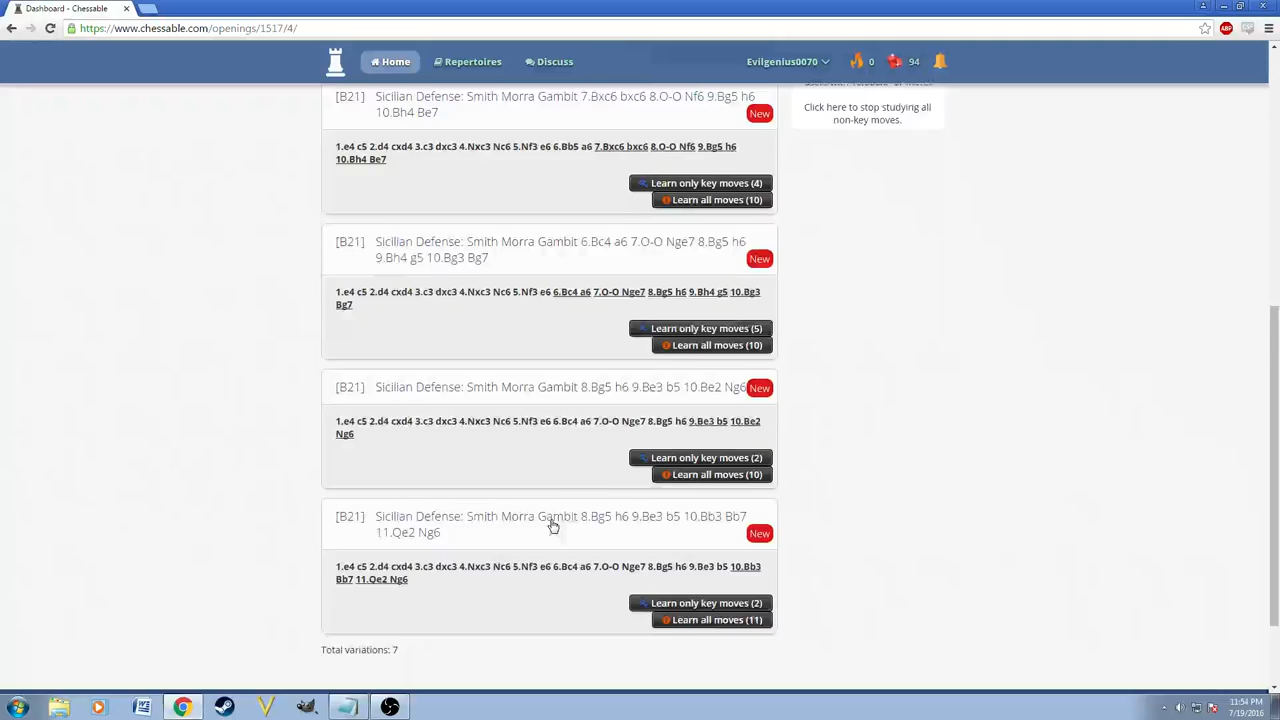 Dashboard - Chessable
https://www.chessable.com/openings/1517/4/
ABP
Home
Repertoires
Discuss
Evilgenius0070
0
94
Click here to stop studying all
non-key moves.
[B21] Sicilian Defense: Smith Morra Gambit 7.Bxc6 bxc6 8.O-O Nf6 9.Bg5 h6
10.Bh4 Be7
New
1.e4 c5 2.d4 cxd4 3.c3 dxc3 4.Nxc3 Nc6 5.Nf3 e6 6.Bb5 a6 7.Bxc6 bxc6 8.O-O Nf6 9.Bg5 h6
10.Bh4 Be7
Learn only key moves (4)
Learn all moves (10)
[B21] Sicilian Defense: Smith Morra Gambit 6.Bc4 a6 7.O-O Nge7 8.Bg5 h6
9.Bh4 g5 10.Bg3 Bg7
New
1.e4 c5 2.d4 cxd4 3.c3 dxc3 4.Nxc3 Nc6 5.Nf3 e6 6.Bc4 a6 7.O-O Nge7 8.Bg5 h6 9.Bh4 g5 10.Bg3
Bg7
Learn only key moves (5)
Learn all moves (10)
[B21] Sicilian Defense: Smith Morra Gambit 8.Bg5 h6 9.Be3 b5 10.Be2 Ng6
New
1.e4 c5 2.d4 cxd4 3.c3 dxc3 4.Nxc3 Nc6 5.Nf3 e6 6.Bc4 a6 7.O-O Nge7 8.Bg5 h6 9.Be3 b5 10.Be2
Ng6
Learn only key moves (2)
Learn all moves (10)
[B21] Sicilian Defense: Smith Morra Gambit 8.Bg5 h6 9.Be3 b5 10.Bb3 Bb7
11.Qe2 Ng6
New
1.e4 c5 2.d4 cxd4 3.c3 dxc3 4.Nxc3 Nc6 5.Nf3 e6 6.Bc4 a6 7.O-O Nge7 8.Bg5 h6 9.Be3 b5 10.Bb3
Bb7 11.Qe2 Ng6
Learn only key moves (2)
Learn all moves (11)
Total variations: 7
11:54 PM
7/19/2016